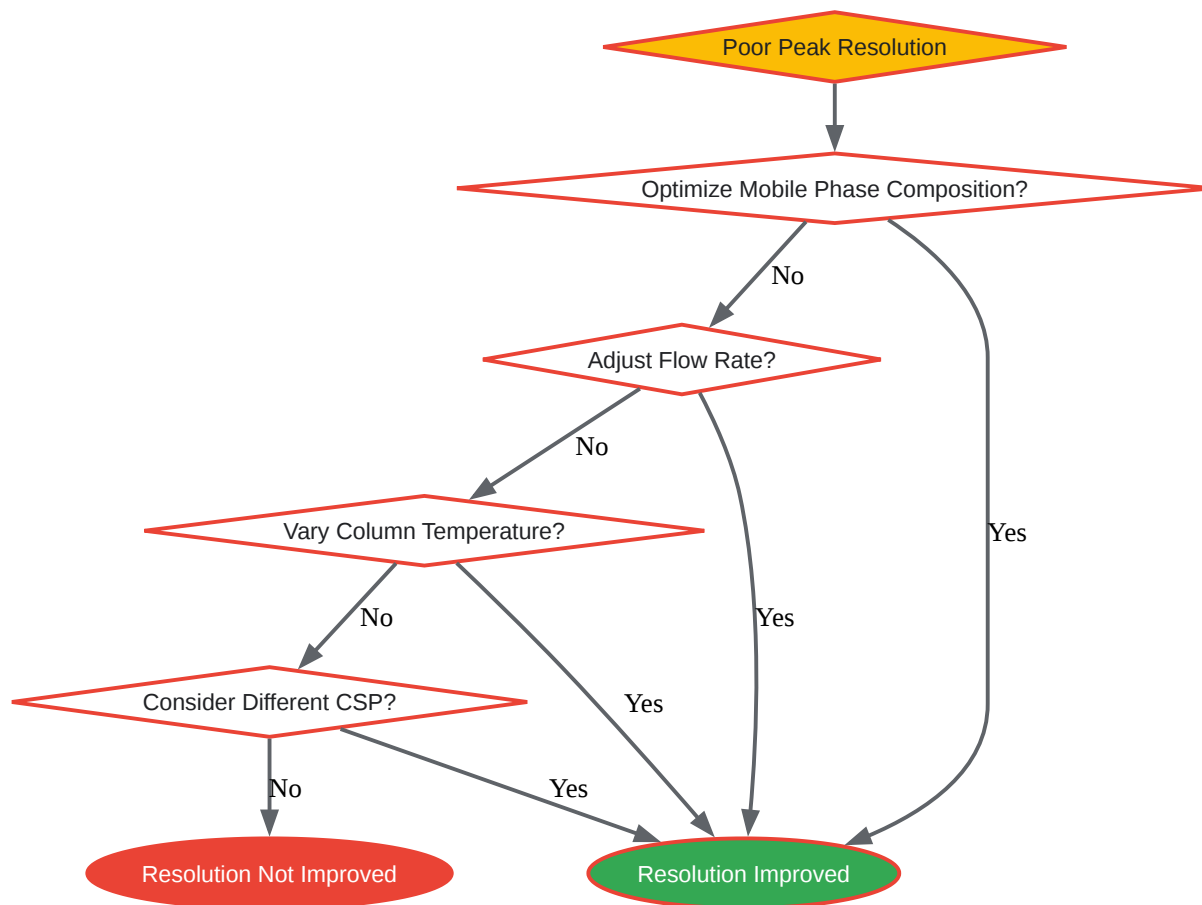 Poor Peak Resolution
Optimize Mobile Phase Composition?
No
Adjust Flow Rate?
No
Vary Column Temperature?
Yes
No
Yes
Consider Different CSP?
Yes
No
Yes
Resolution Not Improved
Resolution Improved